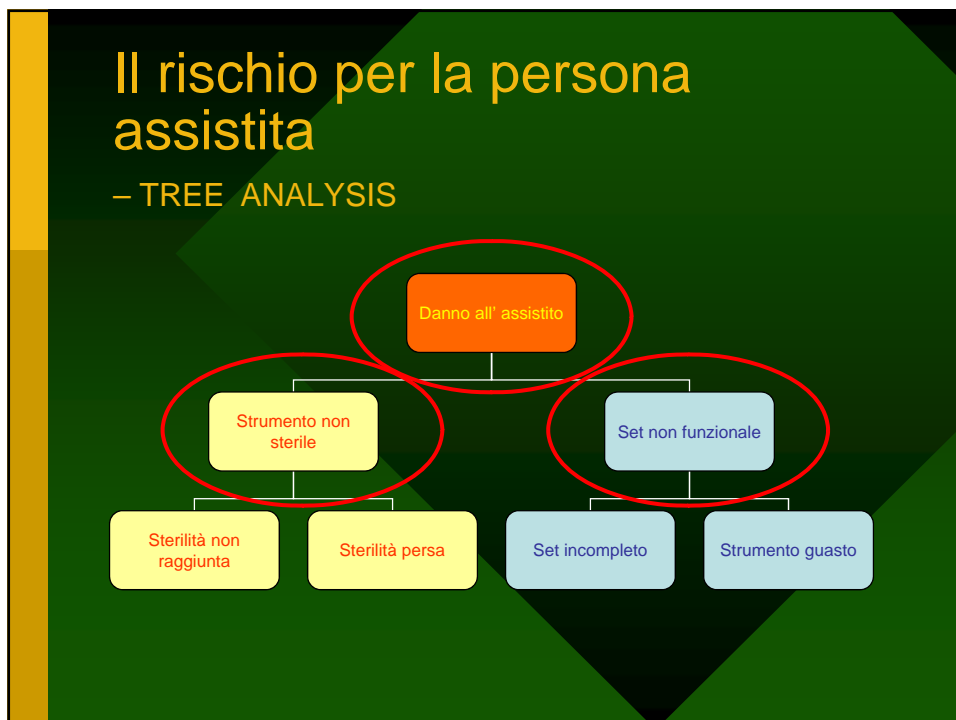 Il rischio per la persona
assistita
– TREE ANALYSIS
Danno all' assistito
Strumento non
sterile
Set non funzionale
Sterilità non
raggiunta
Sterilità persa
Set incompleto
Strumento guasto